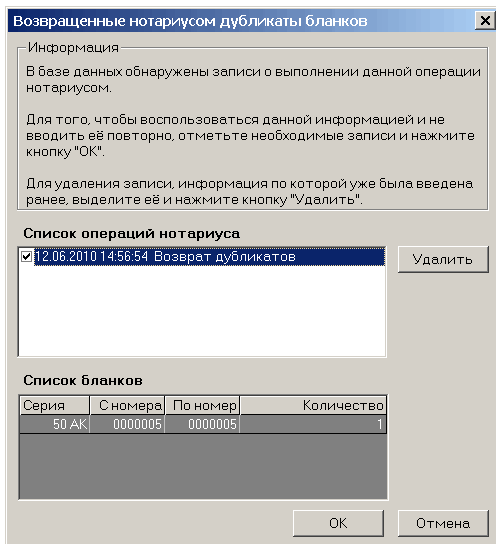 Возвращенные нотариусом дубликаты бланков
Информация
В базе данных обнаружены записи о выполнении данной операции
нотариусом.
Для того, чтобы воспользоваться данной информацией и не
вводить её повторно, отметьте необходимые записи и нажмите
кнопку "ОК".
Для удаления записи, информация по которой уже была введена
ранее, выделите её и нажмите кнопку "Удалить".
Список операций нотариуса
12.06.2010 14:56:54 Возврат дубликатов
Удалить
Список бланков
Серия С номера По номер Количество
50 АК 0000005 0000005 1
ОК Отмена